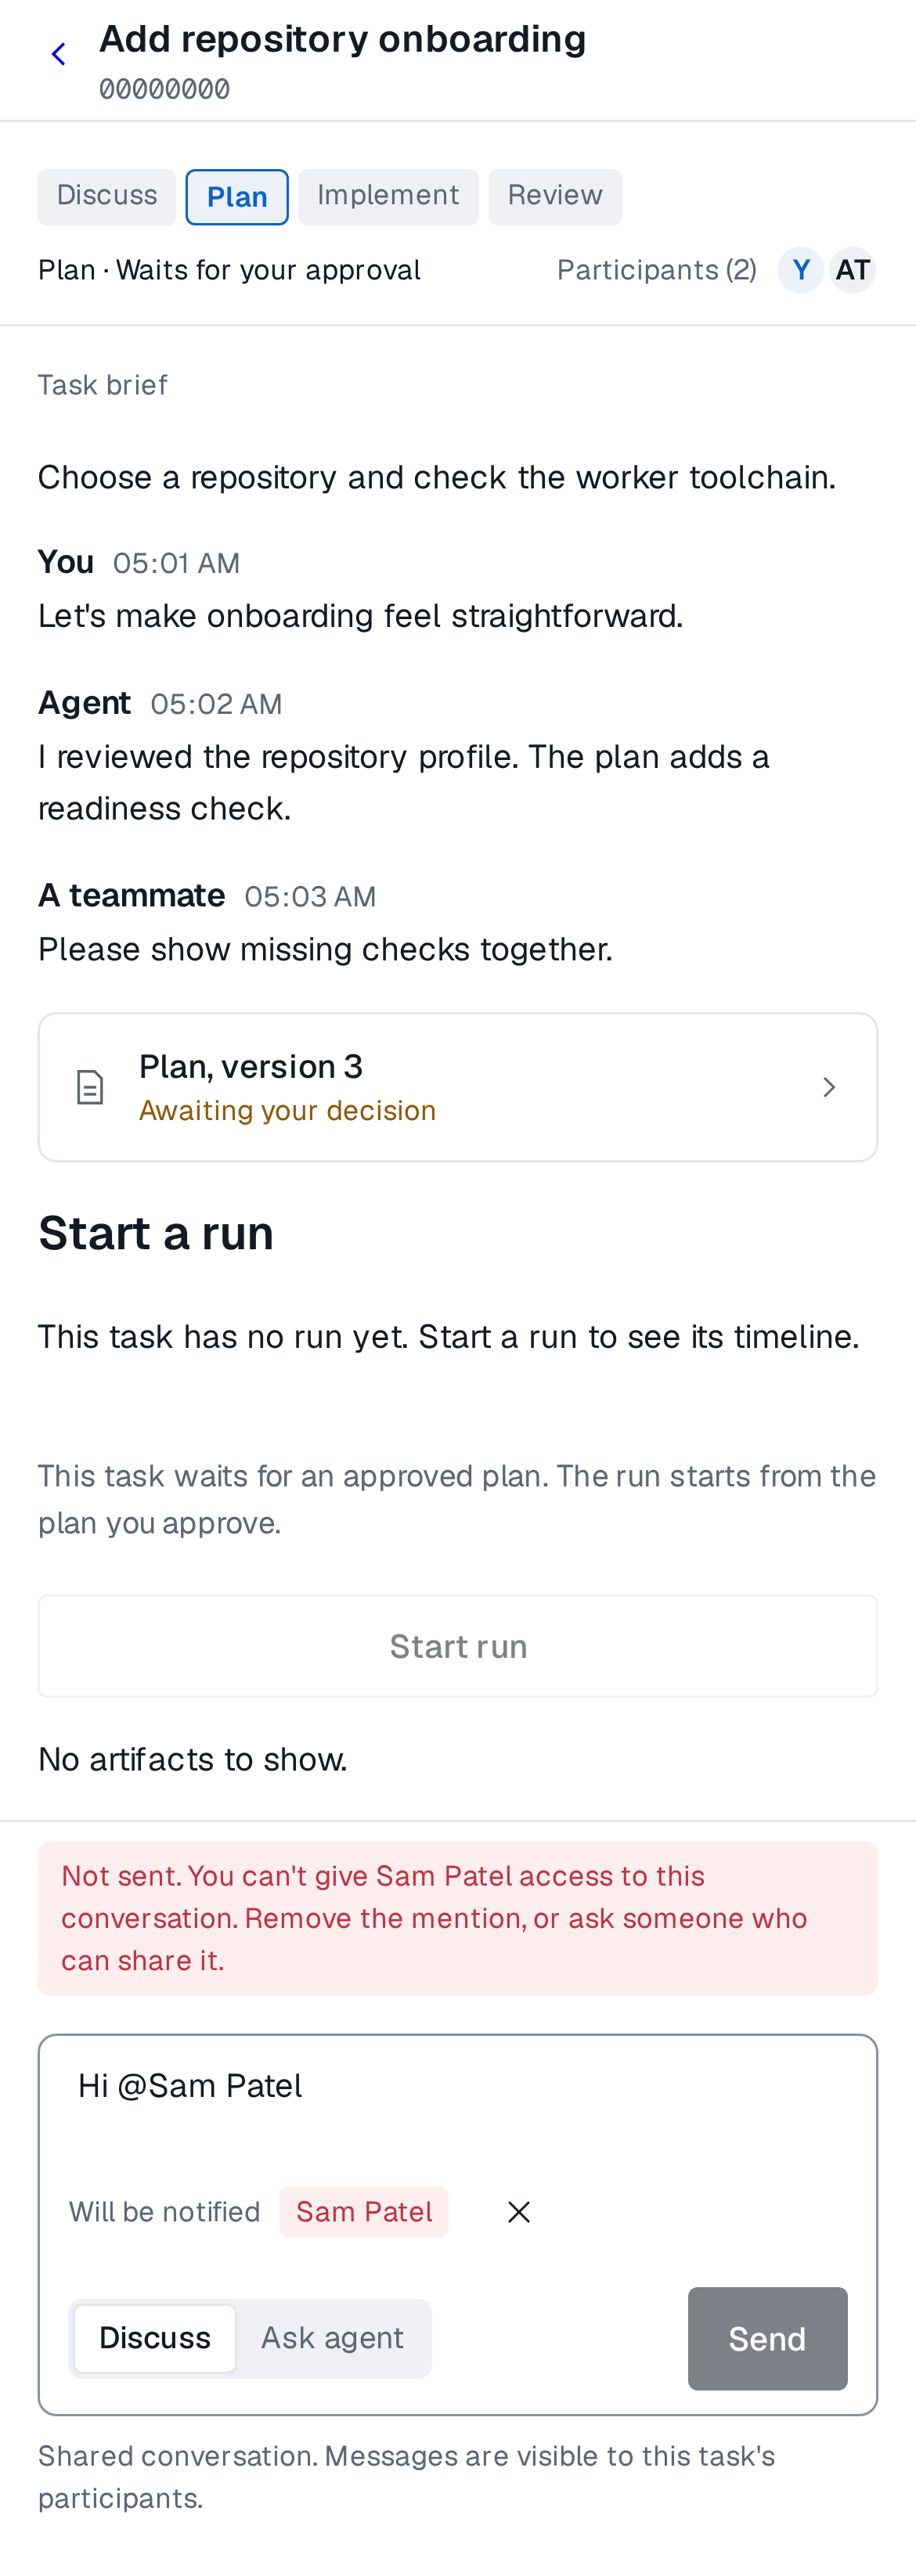 Add repository onboarding
00000000
Discuss Plan Implement Review
Plan · Waits for your approval Participants (2) Y AT
Task brief
Choose a repository and check the worker toolchain.
You 05:01 AM
Let's make onboarding feel straightforward.
Agent 05:02 AM
I reviewed the repository profile. The plan adds a
readiness check.
A teammate 05:03 AM
Please show missing checks together.
Plan, version 3
Awaiting your decision
Start a run
This task has no run yet. Start a run to see its timeline.
This task waits for an approved plan. The run starts from the
plan you approve.
Start run
No artifacts to show.
Not sent. You can't give Sam Patel access to this
conversation. Remove the mention, or ask someone who
can share it.
Hi @Sam Patel
Will be notified Sam Patel
Discuss Ask agent Send
Shared conversation. Messages are visible to this task's
participants.